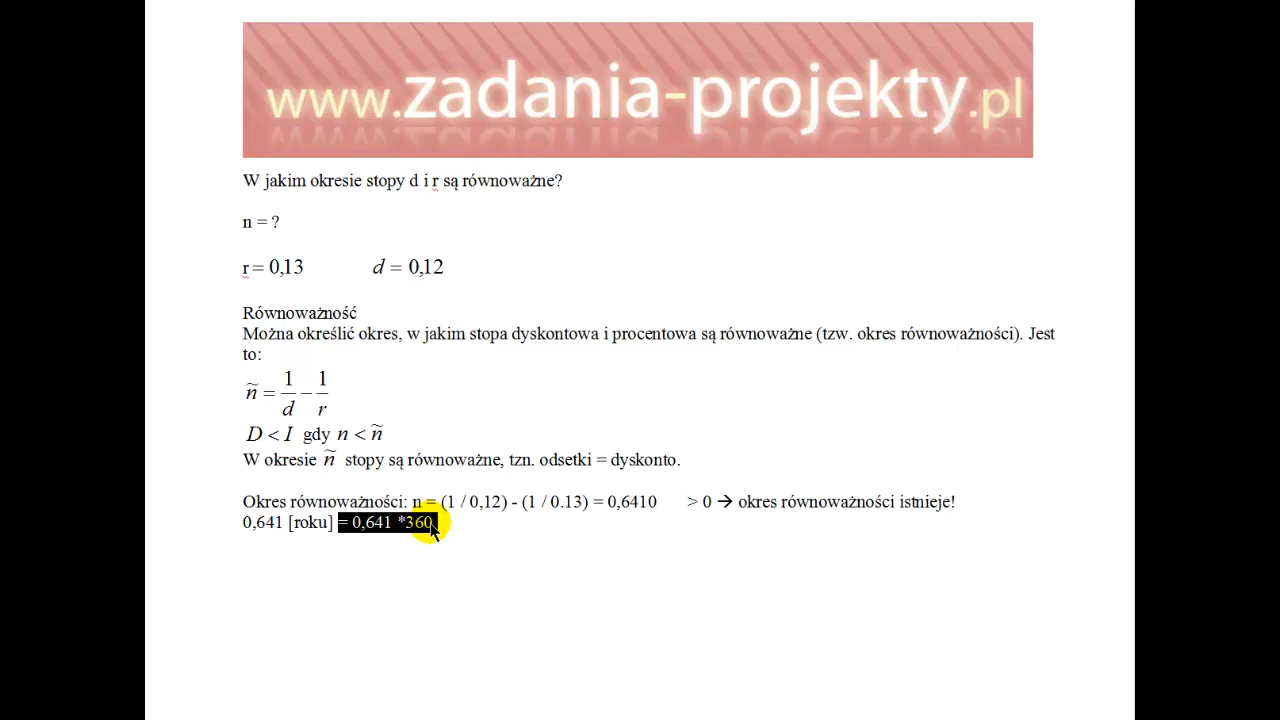 www.zadania-projekty.pl
W jakim okresie stopy d i r są równoważne?
n = ?
r = 0,13 d = 0,12
Równoważność
Można określić okres, w jakim stopa dyskontowa i procentowa są równoważne (tzw. okres równoważności). Jest
to:
ñ = 1/d − 1/r
D < I gdy n < ñ
W okresie ñ stopy są równoważne, tzn. odsetki = dyskonto.
Okres równoważności: n = (1 / 0,12) - (1 / 0.13) = 0,6410 > 0 → okres równoważności istnieje!
0,641 [roku] = 0,641 *360